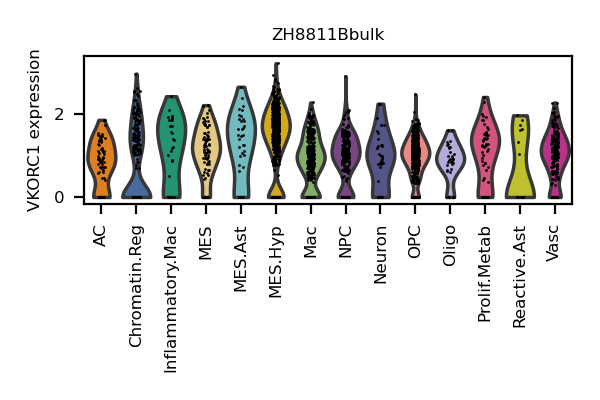 ZH8811Bbulk
VKORC1 expression
2
0
AC
Chromatin.Reg
Inflammatory.Mac
MES
MES.Ast
MES.Hyp
Mac
NPC
Neuron
OPC
Oligo
Prolif.Metab
Reactive.Ast
Vasc